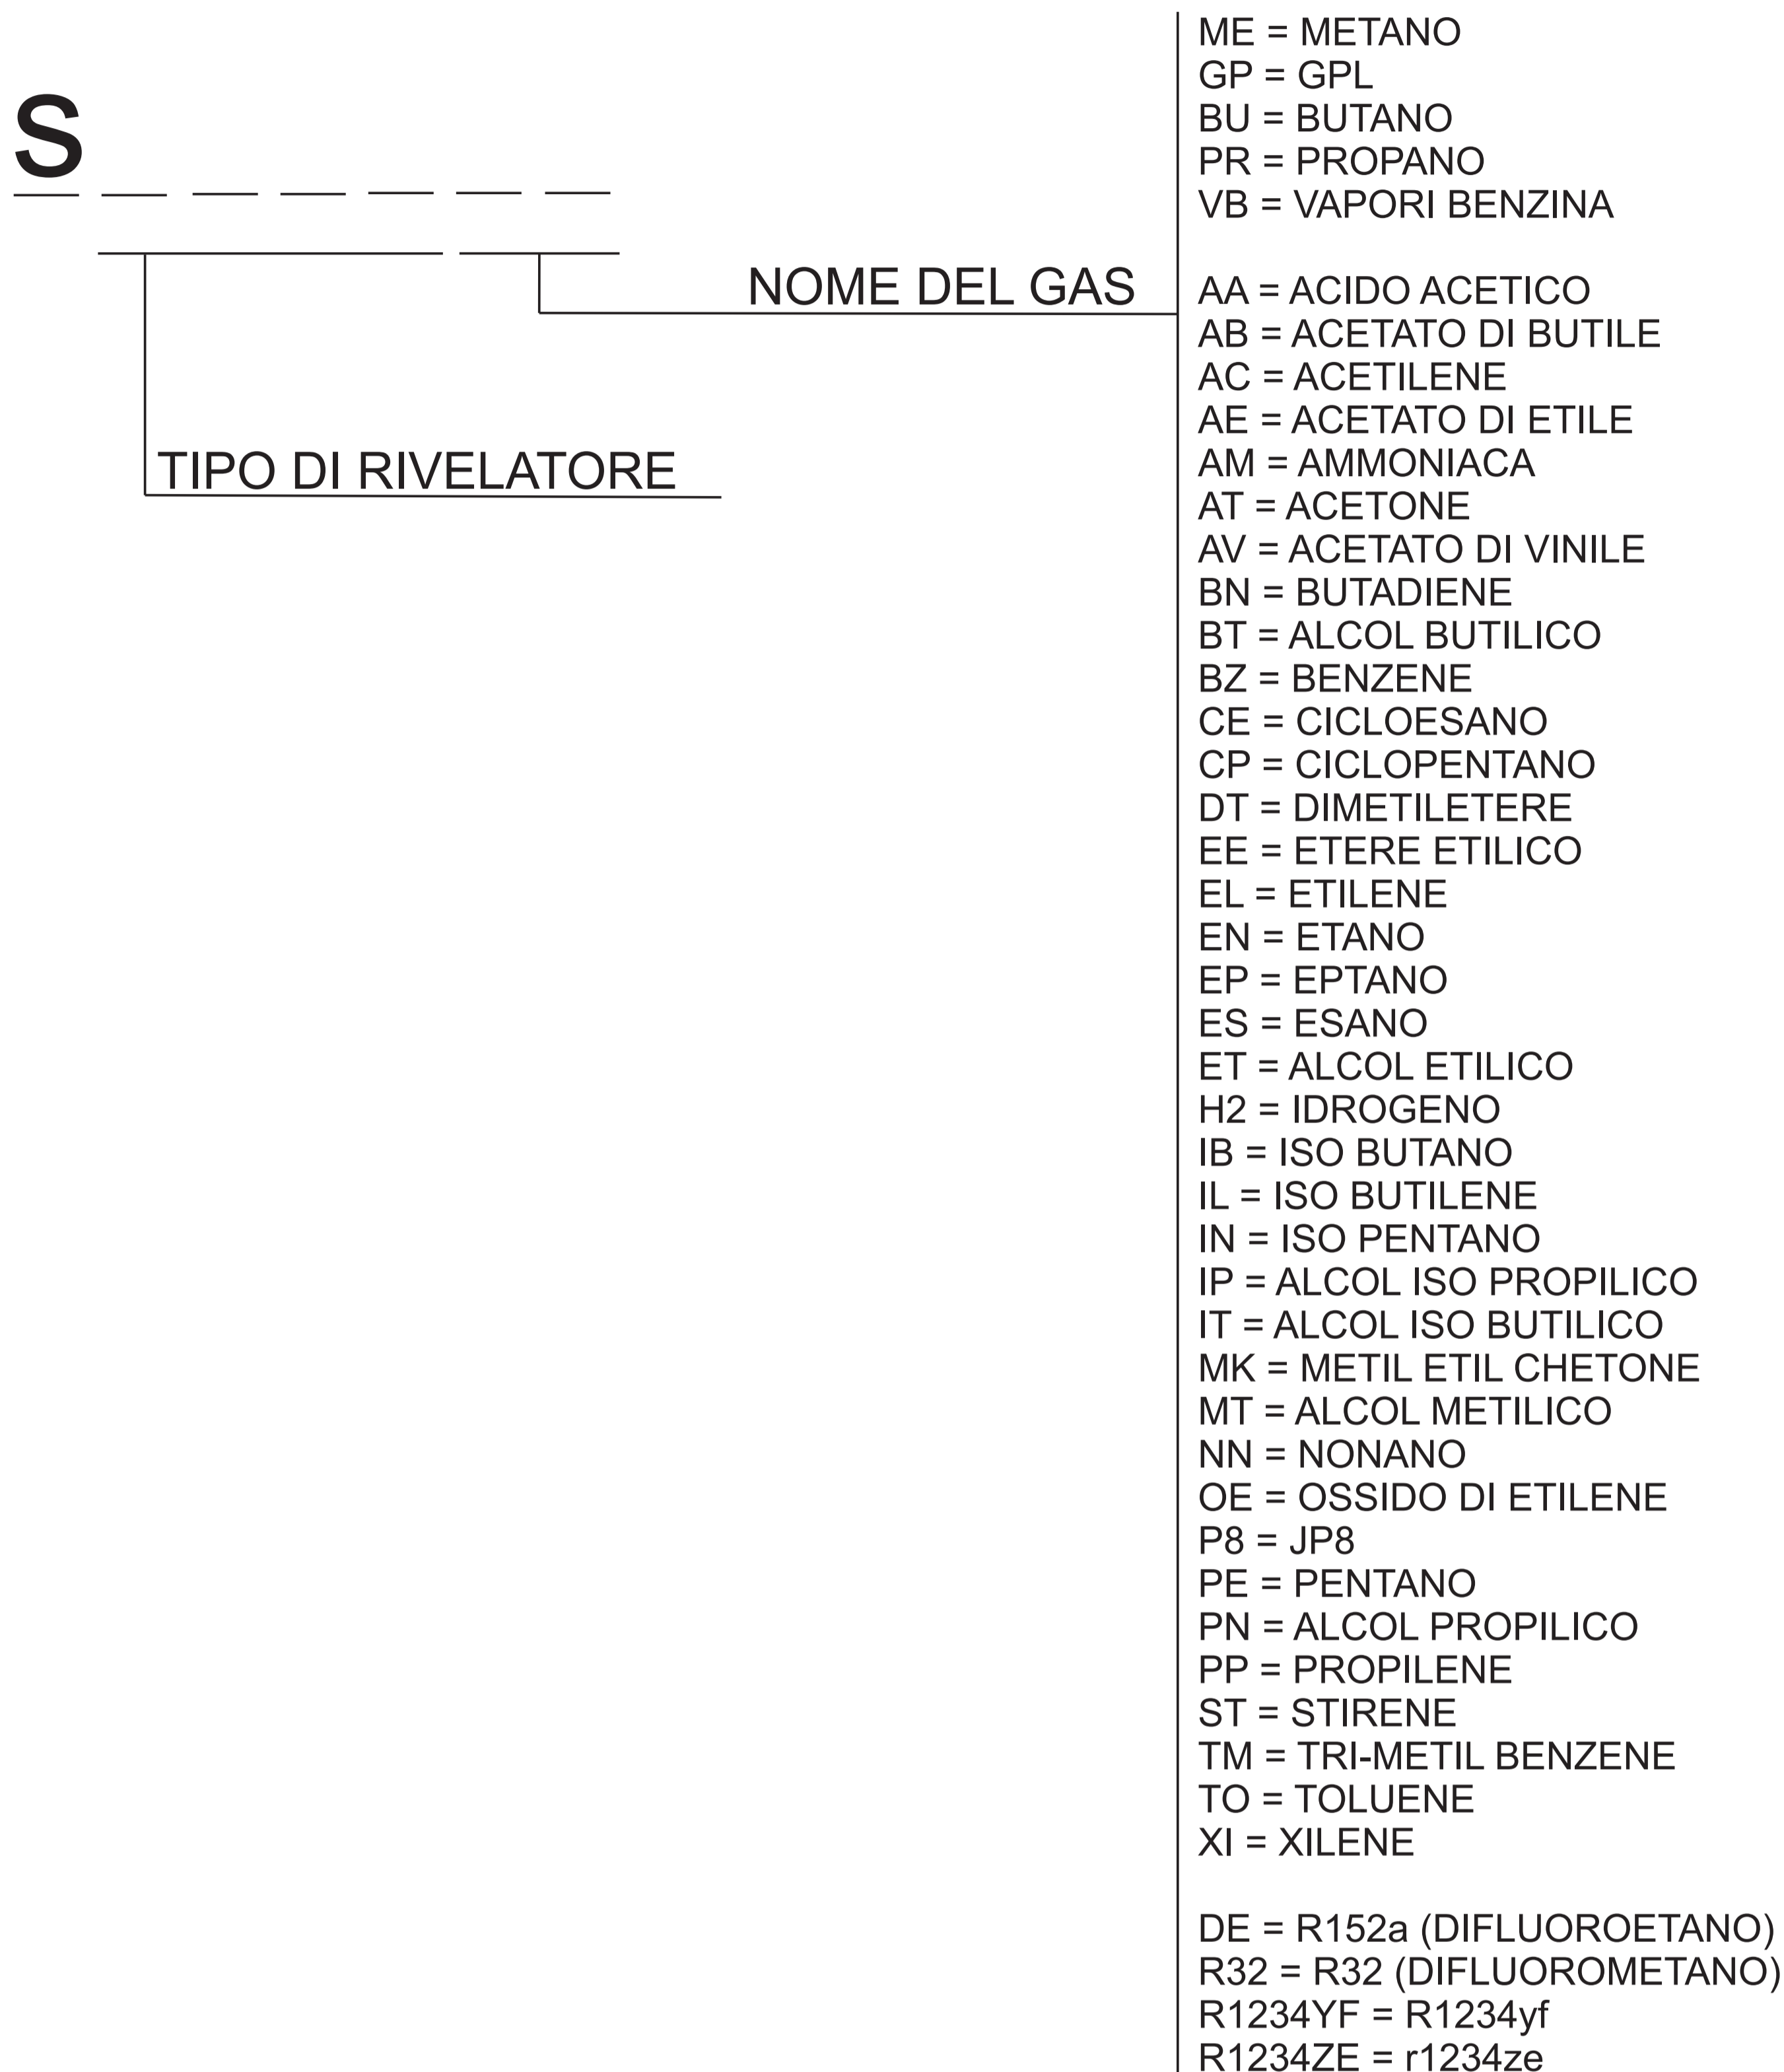 S
NOME DEL GAS
TIPO DI RIVELATORE
ME = METANO
GP = GPL
BU = BUTANO
PR = PROPANO
VB = VAPORI BENZINA
AA = ACIDO ACETICO
AB = ACETATO DI BUTILE
AC = ACETILENE
AE = ACETATO DI ETILE
AM = AMMONIACA
AT = ACETONE
AV = ACETATO DI VINILE
BN = BUTADIENE
BT = ALCOL BUTILICO
BZ = BENZENE
CE = CICLOESANO
CP = CICLOPENTANO
DT = DIMETILETERE
EE = ETERE ETILICO
EL = ETILENE
EN = ETANO
EP = EPTANO
ES = ESANO
ET = ALCOL ETILICO
H2 = IDROGENO
IB = ISO BUTANO
IL = ISO BUTILENE
IN = ISO PENTANO
IP = ALCOL ISO PROPILICO
IT = ALCOL ISO BUTILICO
MK = METIL ETIL CHETONE
MT = ALCOL METILICO
NN = NONANO
OE = OSSIDO DI ETILENE
P8 = JP8
PE = PENTANO
PN = ALCOL PROPILICO
PP = PROPILENE
ST = STIRENE
TM = TRI-METIL BENZENE
TO = TOLUENE
XI = XILENE
DE = R152a (DIFLUOROETANO)
R32 = R32 (DIFLUOROMETANO)
R1234YF = R1234yf
R1234ZE = r1234ze